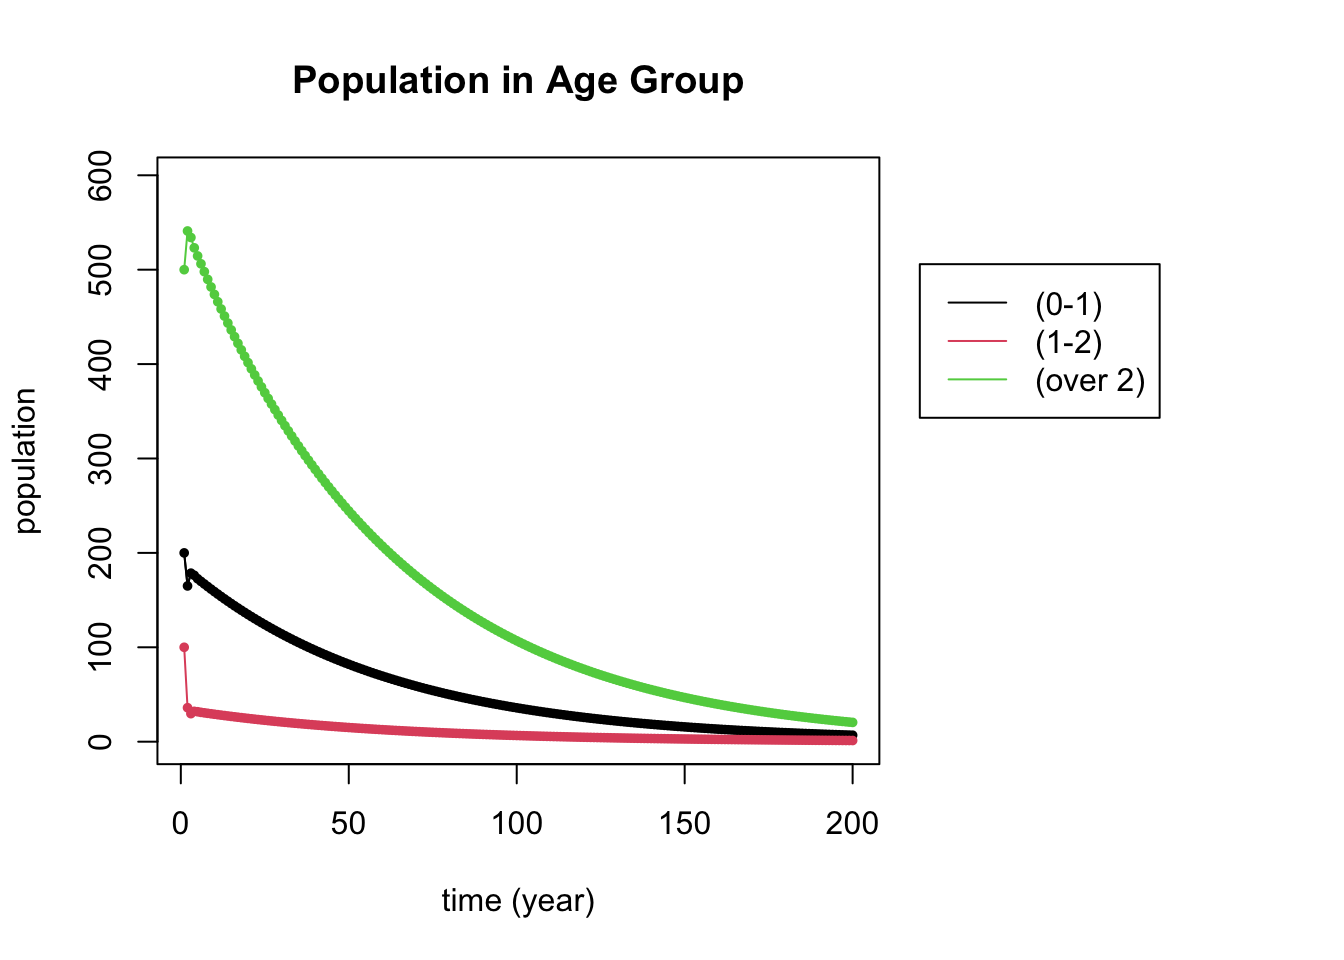 Population in Age Group
population
600
500
400
300
200
100
0
0 50 100 150 200
time (year)
(0-1)
(1-2)
(over 2)